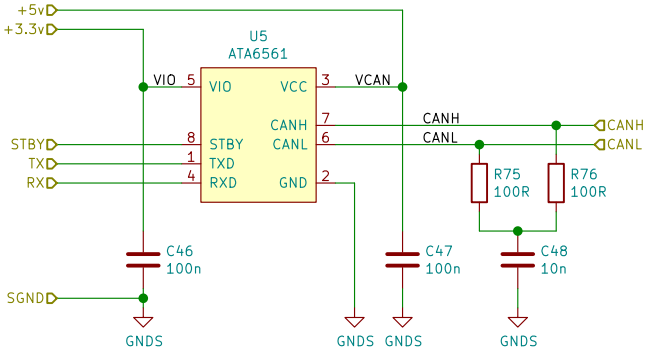 +5v
+3.3v
U5
ATA6561
VIO 5 VIO VCC 3 VCAN
CANH 7 CANH CANH
STBY 8 STBY CANL 6 CANL CANL
TX 1 TXD
RX 4 RXD GND 2
R75
100R
R76
100R
C46
100n
C47
100n
C48
10n
SGND
GNDS GNDS GNDS GNDS